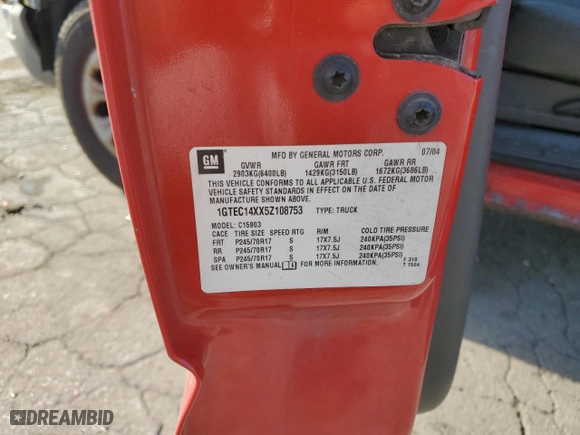 GM
MFD BY GENERAL MOTORS CORP. 07/04
GVWR GAWR FRT GAWR RR
2903KG(6400LB) 1429KG(3150LB) 1672KG(3686LB)
THIS VEHICLE CONFORMS TO ALL APPLICABLE U.S. FEDERAL MOTOR
VEHICLE SAFETY STANDARDS IN EFFECT ON THE DATE OF
MANUFACTURE SHOWN ABOVE.
1GTEC14XX5Z108753 TYPE: TRUCK
MODEL: C15903
CACE TIRE SIZE SPEED RTG RIM COLD TIRE PRESSURE
FRT P245/70R17 S 17X7.5J 240KPA(35PSI)
RR P245/70R17 S 17X7.5J 240KPA(35PSI)
SPA P245/70R17 S 17X7.5J 240KPA(35PSI)
SEE OWNER'S MANUAL FOR MORE INFORMATION.
F 310
T 1504
DREAMBID